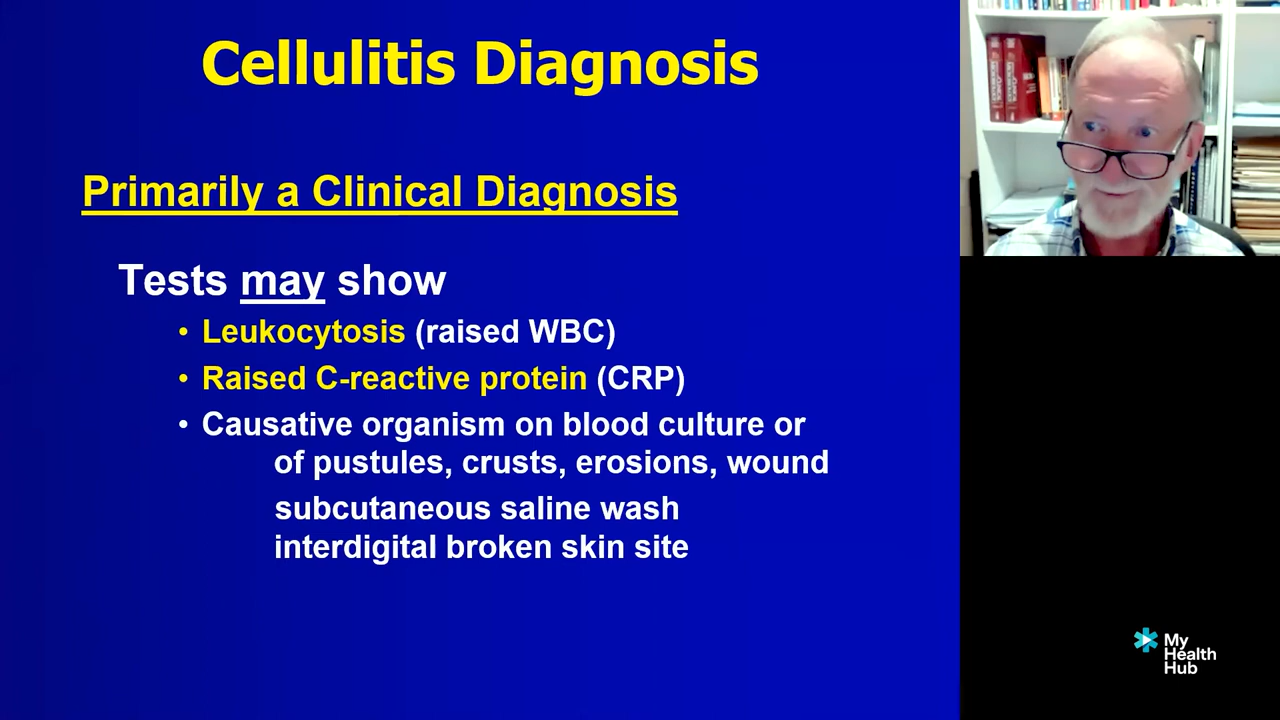 Cellulitis Diagnosis
Primarily a Clinical Diagnosis
Tests may show
• Leukocytosis (raised WBC)
• Raised C-reactive protein (CRP)
• Causative organism on blood culture or
of pustules, crusts, erosions, wound
subcutaneous saline wash
interdigital broken skin site
My
Health
Hub